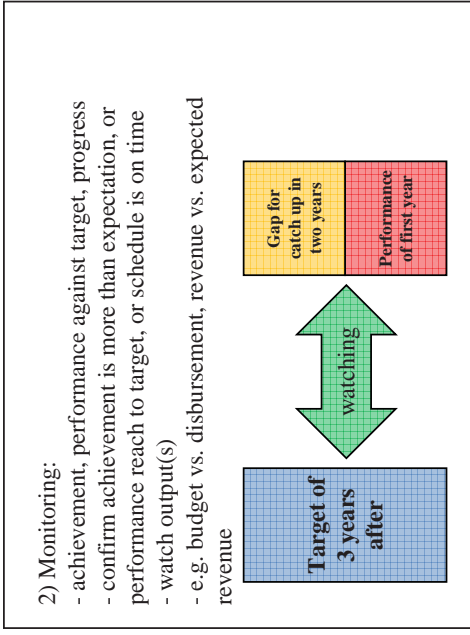 2) Monitoring:
- achievement, performance against target, progress
- confirm achievement is more than expectation, or
performance reach to target, or schedule is on time
- watch output(s)
- e.g. budget vs. disbursement, revenue vs. expected
revenue
Target of
3 years
after
watching
Gap for
catch up in
two years
Performance
of first year